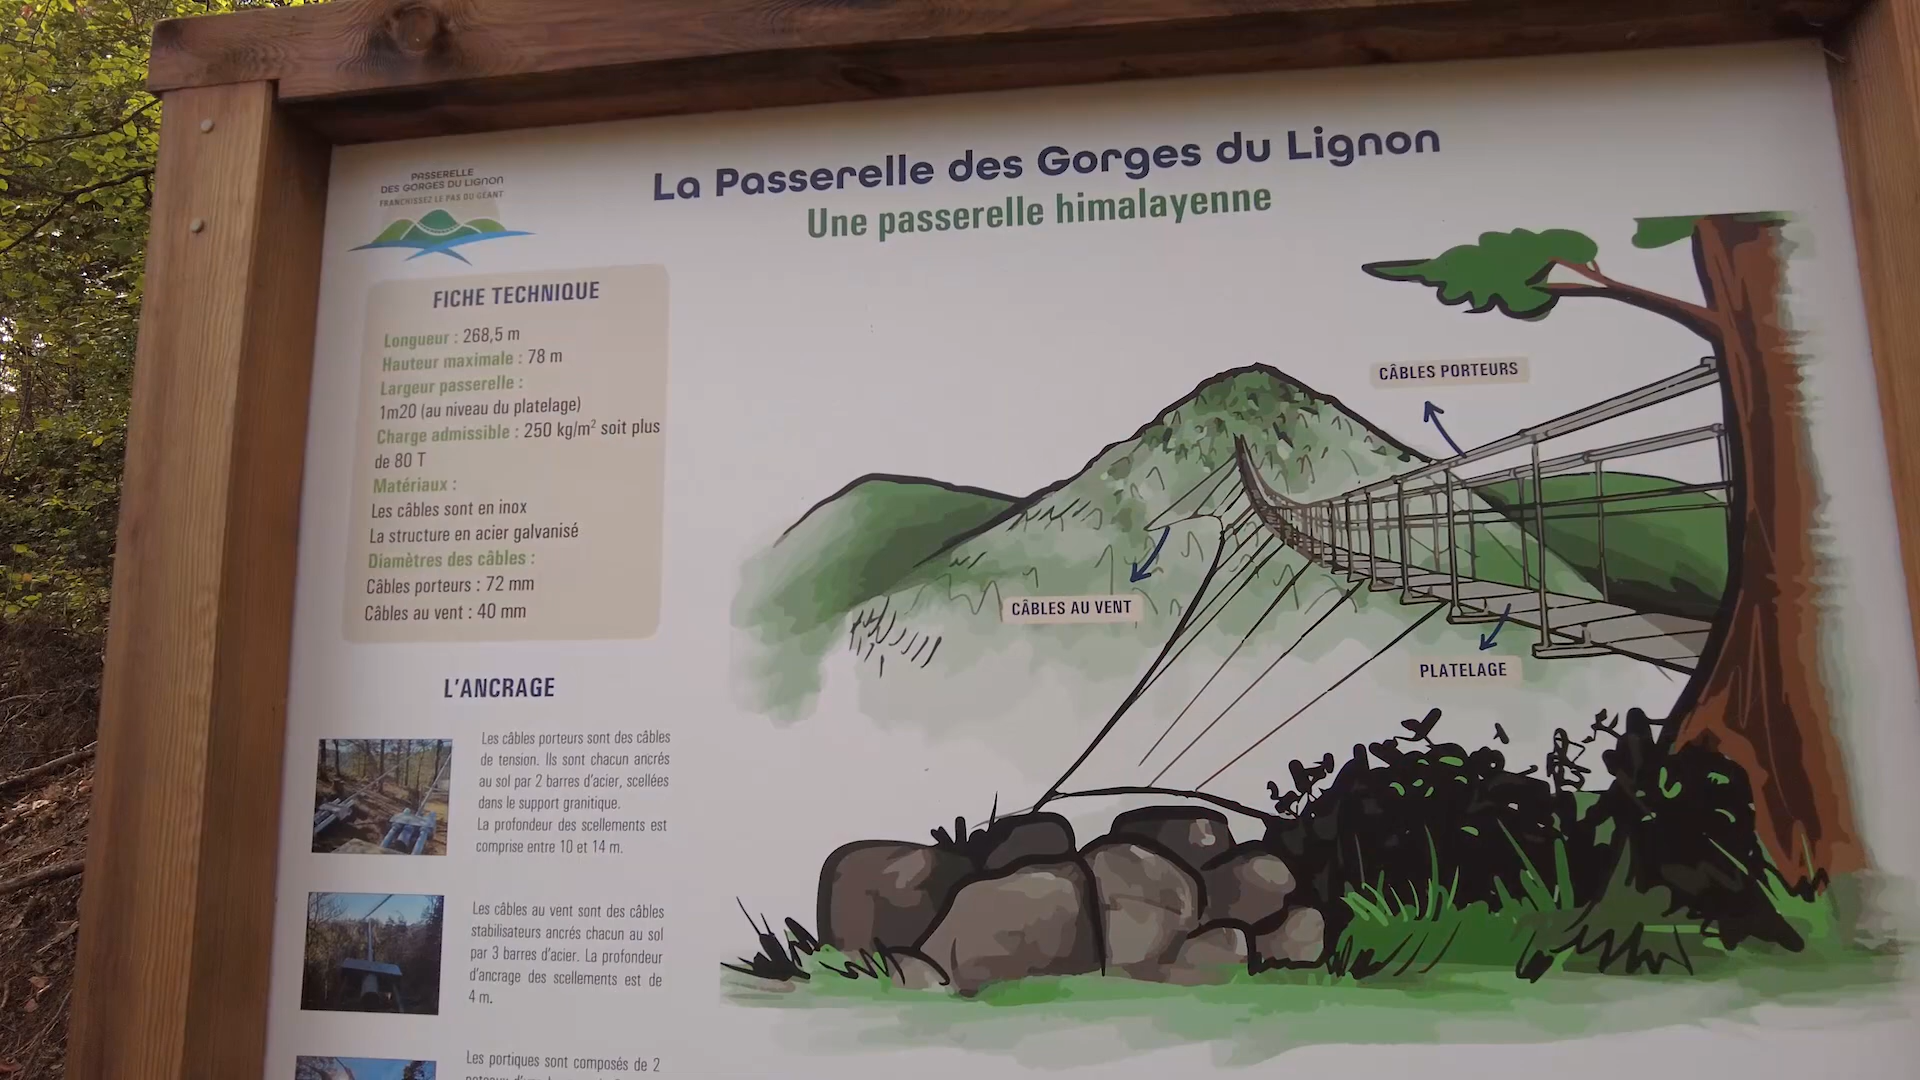 PASSERELLE
DES GORGES DU LIGNON
FRANCHISSEZ LE PAS DU GÉANT
La Passerelle des Gorges du Lignon
Une passerelle himalayenne
FICHE TECHNIQUE
Longueur : 268,5 m
Hauteur maximale : 78 m
Largeur passerelle :
1m20 (au niveau du platelage)
Charge admissible : 250 kg/m² soit plus
de 80 T
Matériaux :
Les câbles sont en inox
La structure en acier galvanisé
Diamètres des câbles :
Câbles porteurs : 72 mm
Câbles au vent : 40 mm
L'ANCRAGE
Les câbles porteurs sont des câbles
de tension. Ils sont chacun ancrés
au sol par 2 barres d'acier, scellées
dans le support granitique.
La profondeur des scellements est
comprise entre 10 et 14 m.
Les câbles au vent sont des câbles
stabilisateurs ancrés chacun au sol
par 3 barres d'acier. La profondeur
d'ancrage des scellements est de
4 m.
Les portiques sont composés de 2
CÂBLES PORTEURS
CÂBLES AU VENT
PLATELAGE